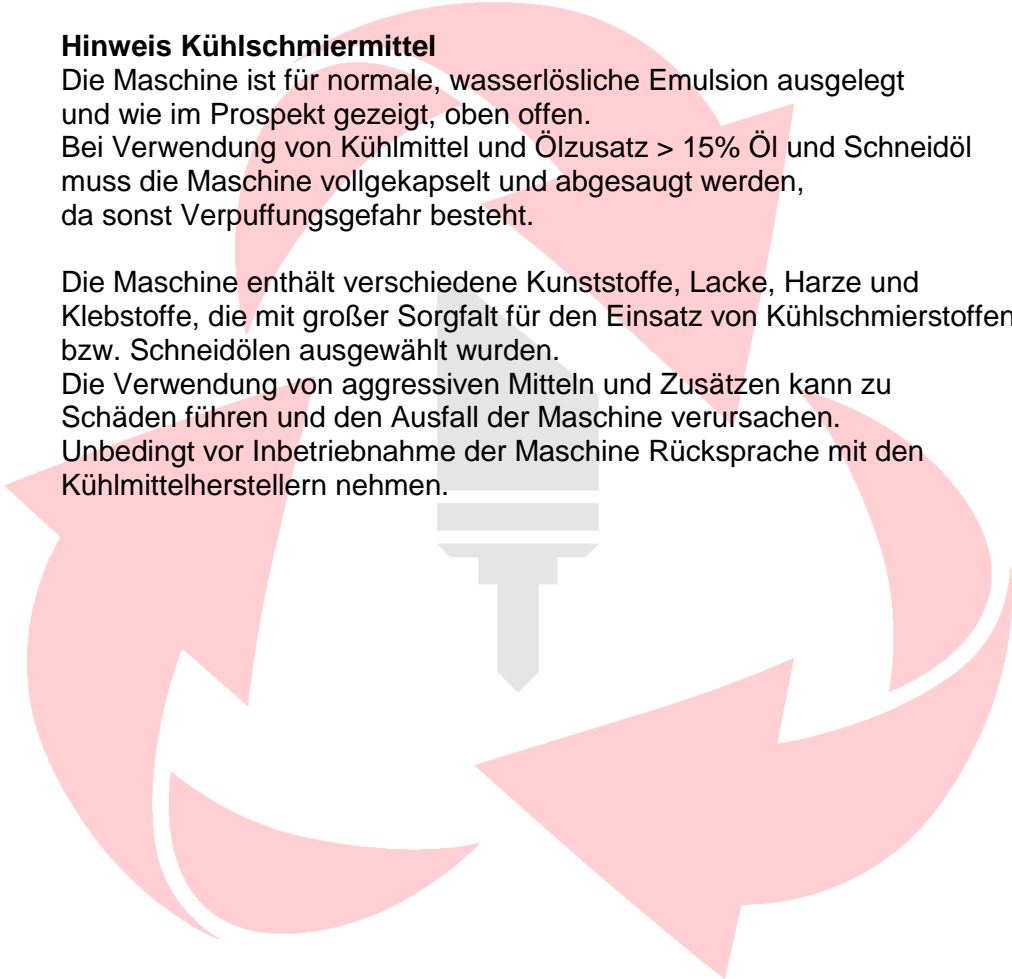 Hinweis Kühlschmiermittel
Die Maschine ist für normale, wasserlösliche Emulsion ausgelegt
und wie im Prospekt gezeigt, oben offen.
Bei Verwendung von Kühlmittel und Ölzusatz > 15% Öl und Schneidöl
muss die Maschine vollgekapselt und abgesaugt werden,
da sonst Verpuffungsgefahr besteht.
Die Maschine enthält verschiedene Kunststoffe, Lacke, Harze und
Klebstoffe, die mit großer Sorgfalt für den Einsatz von Kühlschmierstoffen
bzw. Schneidölen ausgewählt wurden.
Die Verwendung von aggressiven Mitteln und Zusätzen kann zu
Schäden führen und den Ausfall der Maschine verursachen.
Unbedingt vor Inbetriebnahme der Maschine Rücksprache mit den
Kühlmittelherstellern nehmen.